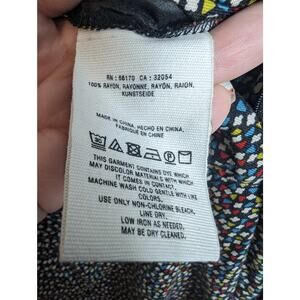 RN : 66170 CA : 32054
100% RAYON, RAYONNE, RAYÓN, RAION,
KUNSTSEIDE
MADE IN CHINA, HECHO EN CHINA,
FABRIQUE EN CHINE
THIS GARMENT CONTAINS DYE WHICH
MAY DISCOLOR MATERIALS WITH WHICH
IT COMES IN CONTACT.
MACHINE WASH COLD GENTLE WITH LIKE
COLORS.
USE ONLY NON-CHLORINE BLEACH.
LINE DRY.
LOW IRON AS NEEDED.
MAY BE DRY CLEANED.